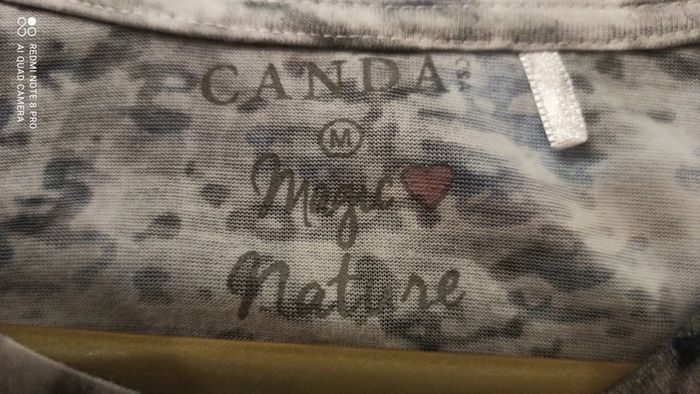 REDMI NOTE 8 PRO
AI QUAD CAMERA
CANDA C&A
M
Magic
Nature